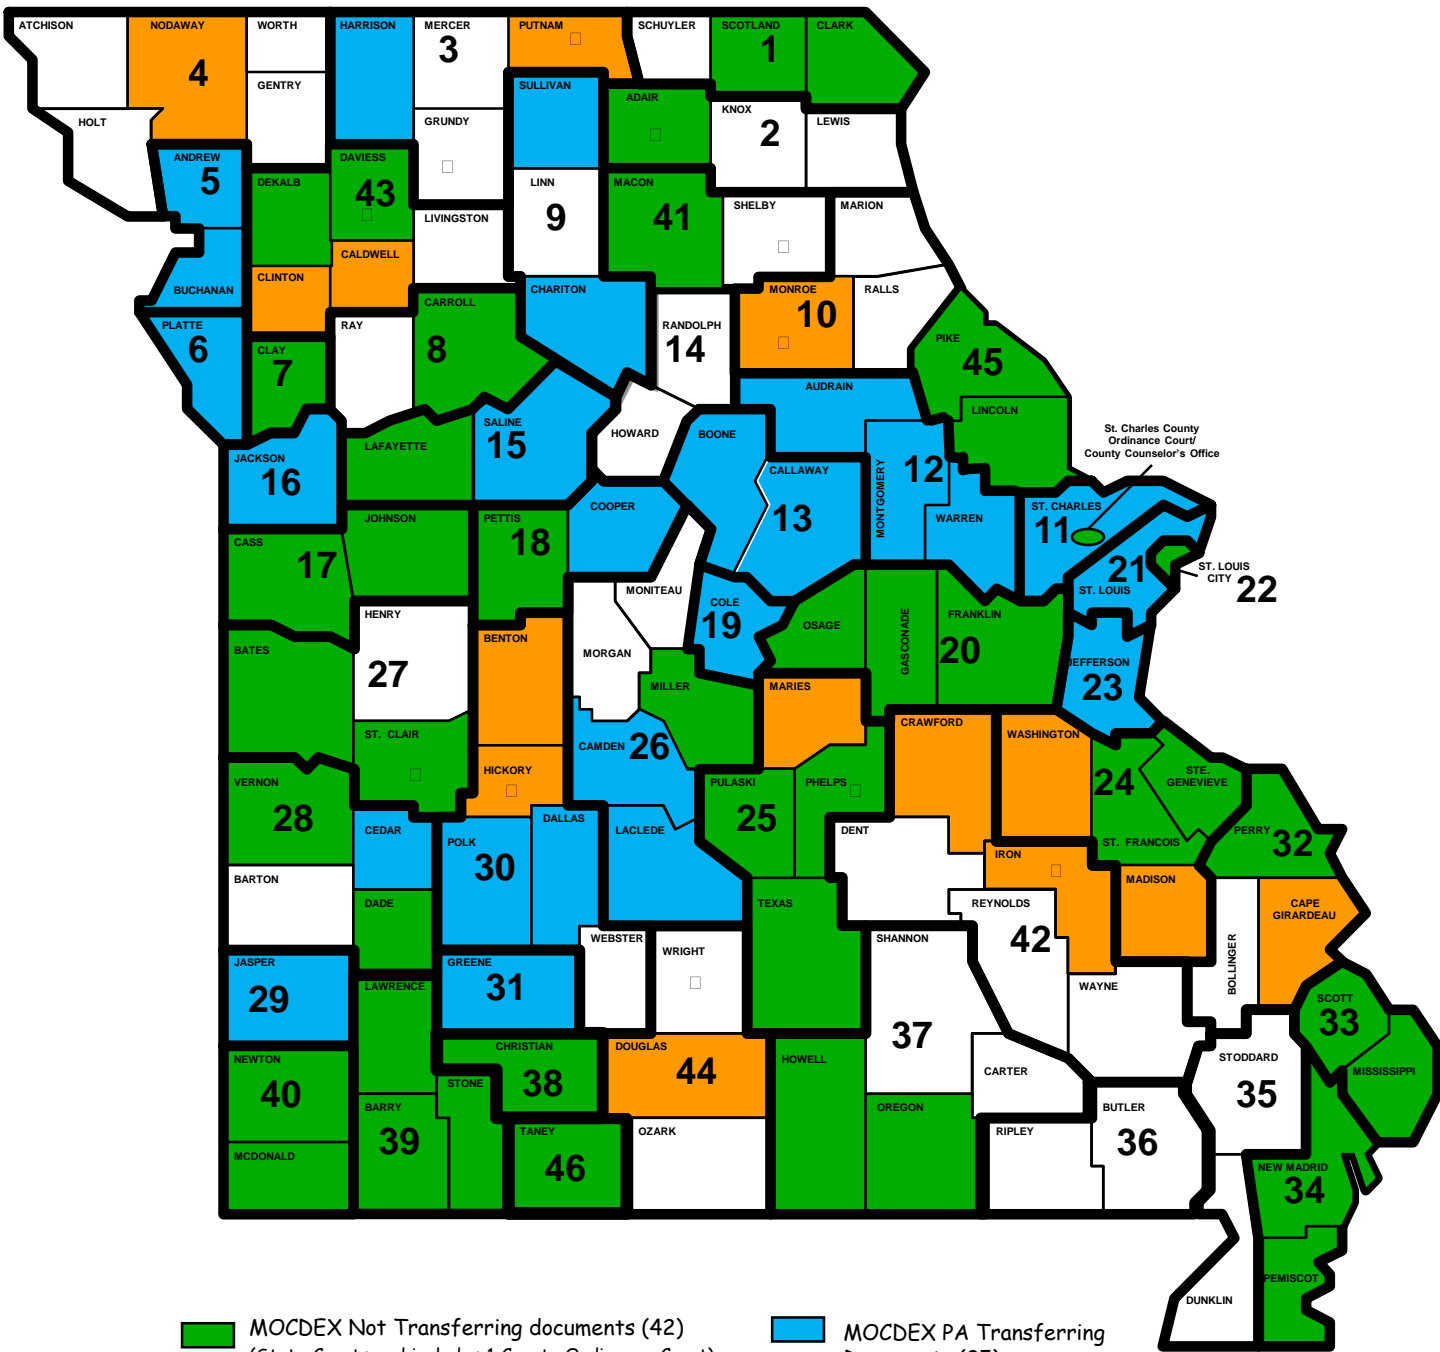 ATCHISON
NODAWAY
WORTH
HARRISON
MERCER
PUTNAM
SCHUYLER
SCOTLAND
CLARK
3
1
4
GENTRY
SULLIVAN
ADAIR
KNOX
LEWIS
HOLT
GRUNDY
2
ANDREW
DAVIESS
5
DEKALB
43
LINN
MACON
SHELBY
MARION
LIVINGSTON
9
41
CALDWELL
CLINTON
BUCHANAN
CHARITON
MONROE
RALLS
CARROLL
10
PLATTE
RAY
RANDOLPH
6
CLAY
8
14
PIKE
7
45
AUDRAIN
LINCOLN
SALINE
HOWARD
BOONE
St. Charles County
Ordinance Court/
County Counselor's Office
LAFAYETTE
15
JACKSON
CALLAWAY
12
16
MONTGOMERY
COOPER
ST. CHARLES
JOHNSON
PETTIS
13
WARREN
11
CASS
18
17
21
ST. LOUIS
CITY
22
ST. LOUIS
MONITEAU
COLE
HENRY
19
OSAGE
GASCONADE
FRANKLIN
BENTON
20
BATES
MORGAN
JEFFERSON
27
MILLER
MARIES
23
CRAWFORD
WASHINGTON
ST. CLAIR
CAMDEN
26
HICKORY
STE.
GENEVIEVE
VERNON
PULASKI
PHELPS
24
28
25
CEDAR
POLK
DALLAS
LACLEDE
DENT
ST. FRANCOIS
PERRY
32
30
IRON
BARTON
MADISON
DADE
TEXAS
REYNOLDS
CAPE
GIRARDEAU
WEBSTER
SHANNON
42
WRIGHT
BOLLINGER
JASPER
GREENE
29
31
LAWRENCE
WAYNE
SCOTT
33
37
CHRISTIAN
DOUGLAS
NEWTON
HOWELL
STODDARD
44
CARTER
MISSISSIPPI
38
STONE
40
35
BARRY
OREGON
BUTLER
TANEY
OZARK
RIPLEY
39
36
MCDONALD
46
NEW MADRID
34
PEMISCOT
DUNKLIN
MOCDEX Not Transferring documents (42)
MOCDEX PA Transferring